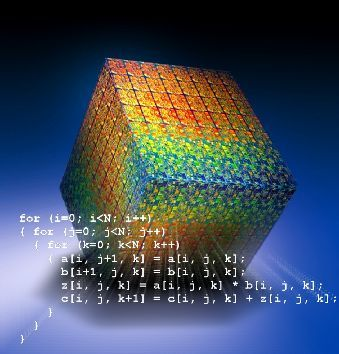 for (i=0; i<N; i++)
{ for (j=0; j<N; j++)
{ for (k=0; k<N; k++)
{ a[i, j+1, k] = a[i, j, k];
b[i+1, j, k] = b[i, j, k];
z[i, j, k] = a[i, j, k] * b[i, j, k];
c[i, j, k+1] = c[i, j, k] + z[i, j, k];
}
}
}